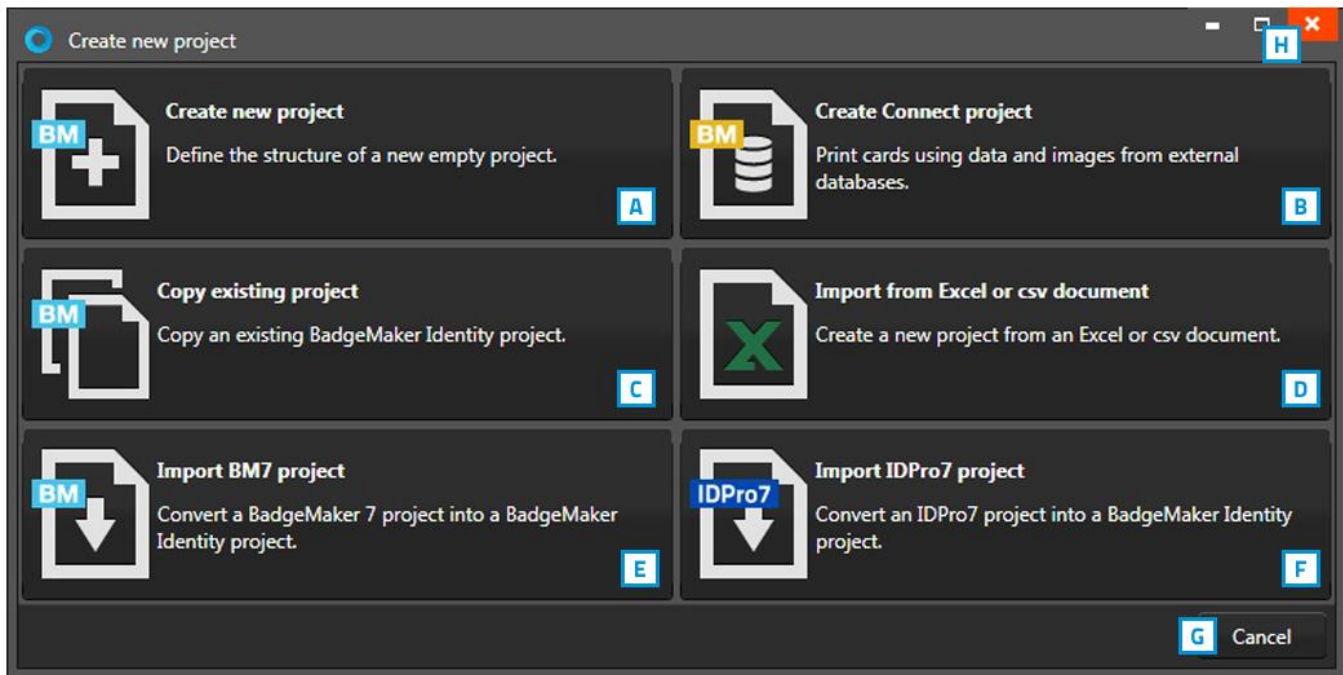 Create new project
H
BM
Create new project
Define the structure of a new empty project.
A
BM
Create Connect project
Print cards using data and images from external
databases.
B
BM
Copy existing project
Copy an existing BadgeMaker Identity project.
C
X
Import from Excel or csv document
Create a new project from an Excel or csv document.
D
BM
Import BM7 project
Convert a BadgeMaker 7 project into a BadgeMaker
Identity project.
E
IDPro7
Import IDPro7 project
Convert an IDPro7 project into a BadgeMaker Identity
project.
F
G
Cancel